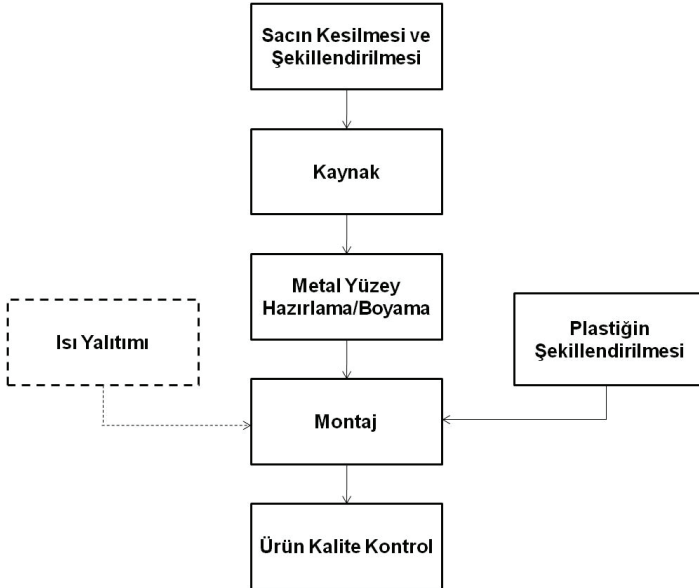 Sacın Kesilmesi ve
Şekillendirilmesi
Kaynak
Metal Yüzey
Hazırlama/Boyama
Isı Yalıtımı
Plastiğin
Şekillendirilmesi
Montaj
Ürün Kalite Kontrol